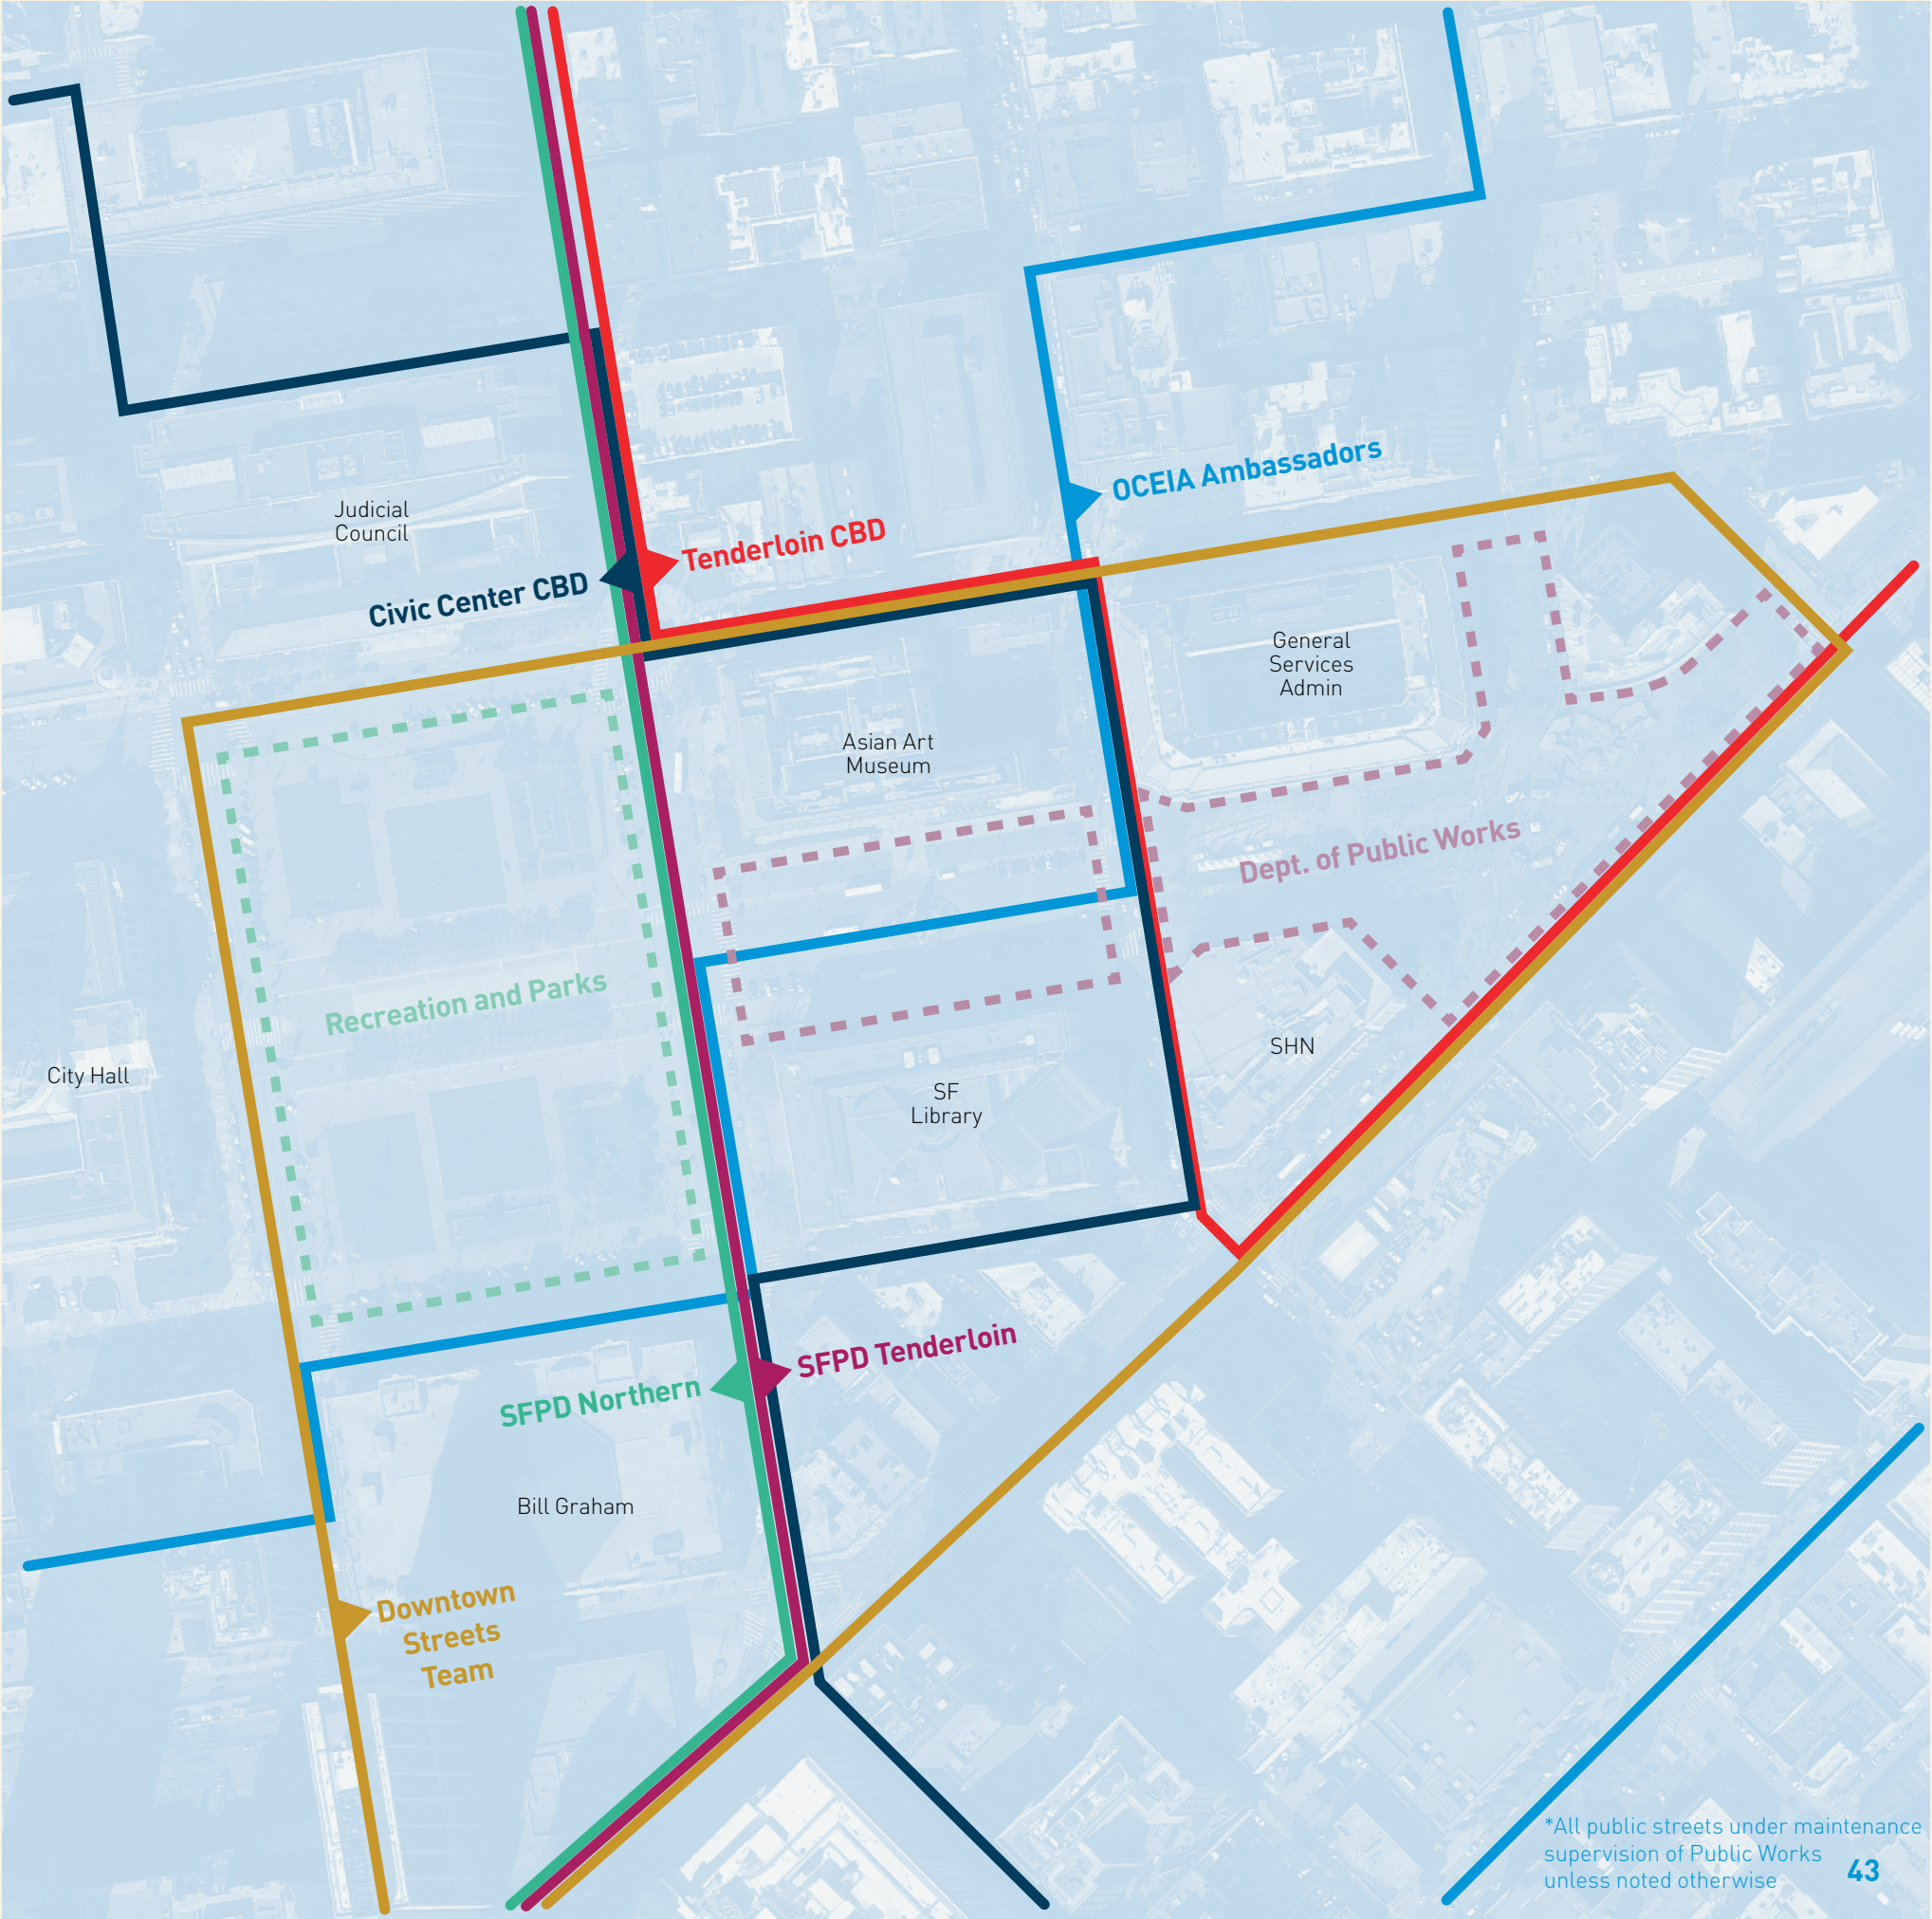 OCEIA Ambassadors
Judicial
Council
Tenderloin CBD
Civic Center CBD
General
Services
Admin
Asian Art
Museum
Dept. of Public Works
Recreation and Parks
SHN
City Hall
SF
Library
SFPD Tenderloin
SFPD Northern
Bill Graham
Downtown
Streets
Team
*All public streets under maintenance
supervision of Public Works
unless noted otherwise
43